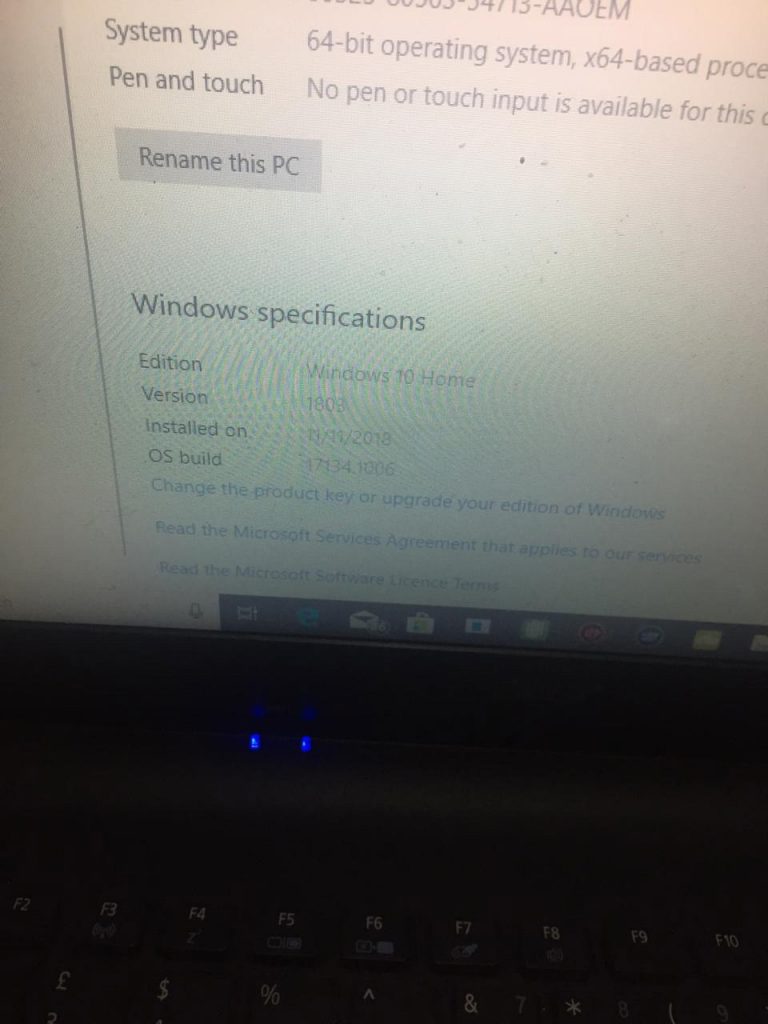 -AAOEM
System type 64-bit operating system, x64-based proce
Pen and touch No pen or touch input is available for this c
Rename this PC
Windows specifications
Edition Windows 10 Home
Version 1803
Installed on 11/11/2018
OS build 17134.1006
Change the product key or upgrade your edition of Windows
Read the Microsoft Services Agreement that applies to our services
Read the Microsoft Software Licence Terms
F2 F3 F4 F5 F6 F7 F8 F9 F10
z
£ $ % ^ & 7 * 8 ( 9